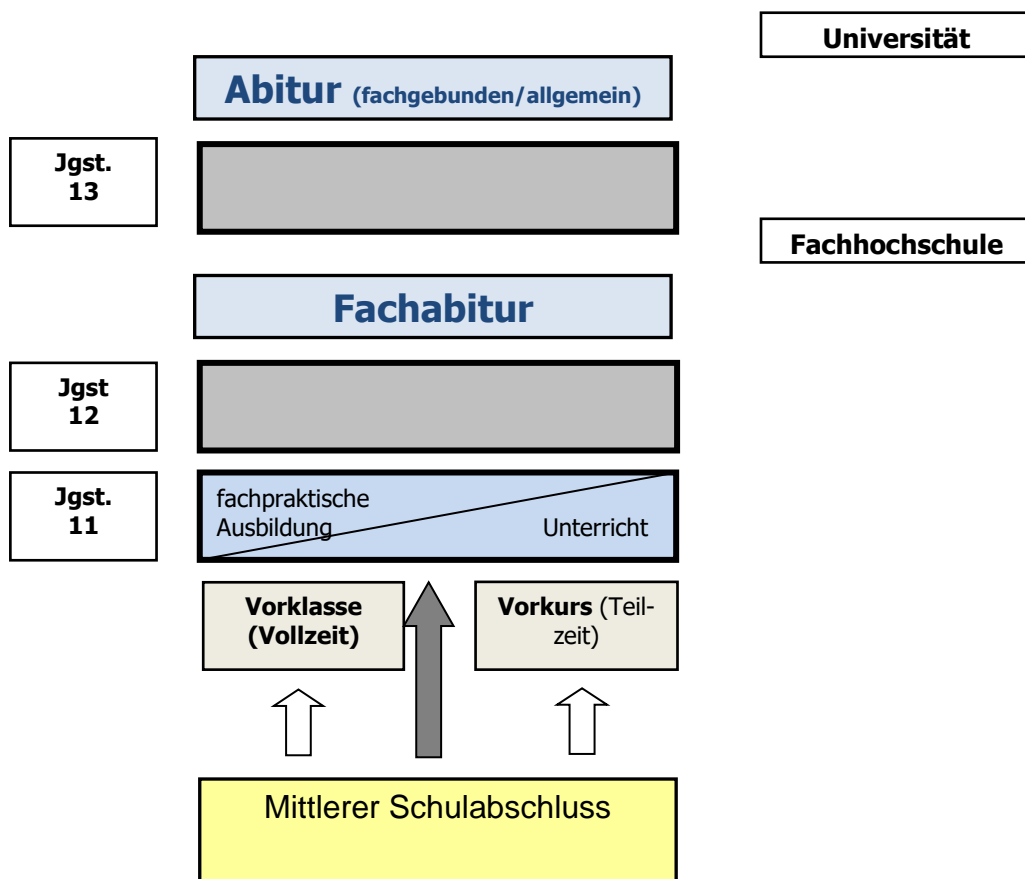 Universität
Abitur (fachgebunden/allgemein)
Jgst.
13
Fachhochschule
Fachabitur
Jgst
12
Jgst.
11
fachpraktische
Ausbildung
Unterricht
Vorklasse
(Vollzeit)
Vorkurs (Teil-
zeit)
Mittlerer Schulabschluss